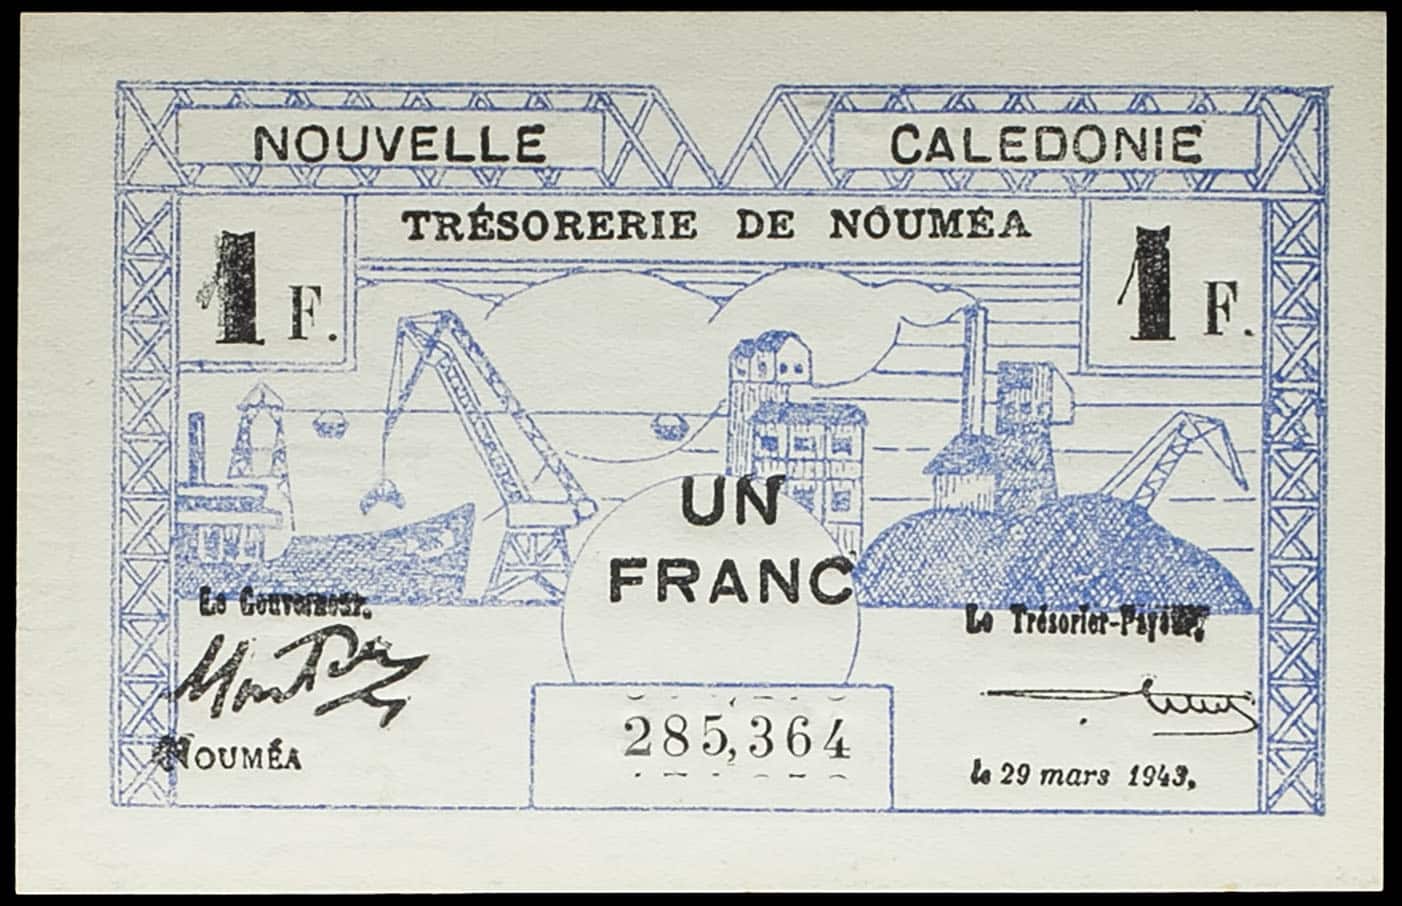 NOUVELLE CALEDONIE
TRÉSORERIE DE NOUMÉA
1 F. 1 F.
UN
FRANC
Le Gouverneur.
Le Trésorier-Payeur.
285,364
NOUMÉA
le 29 mars 1943.